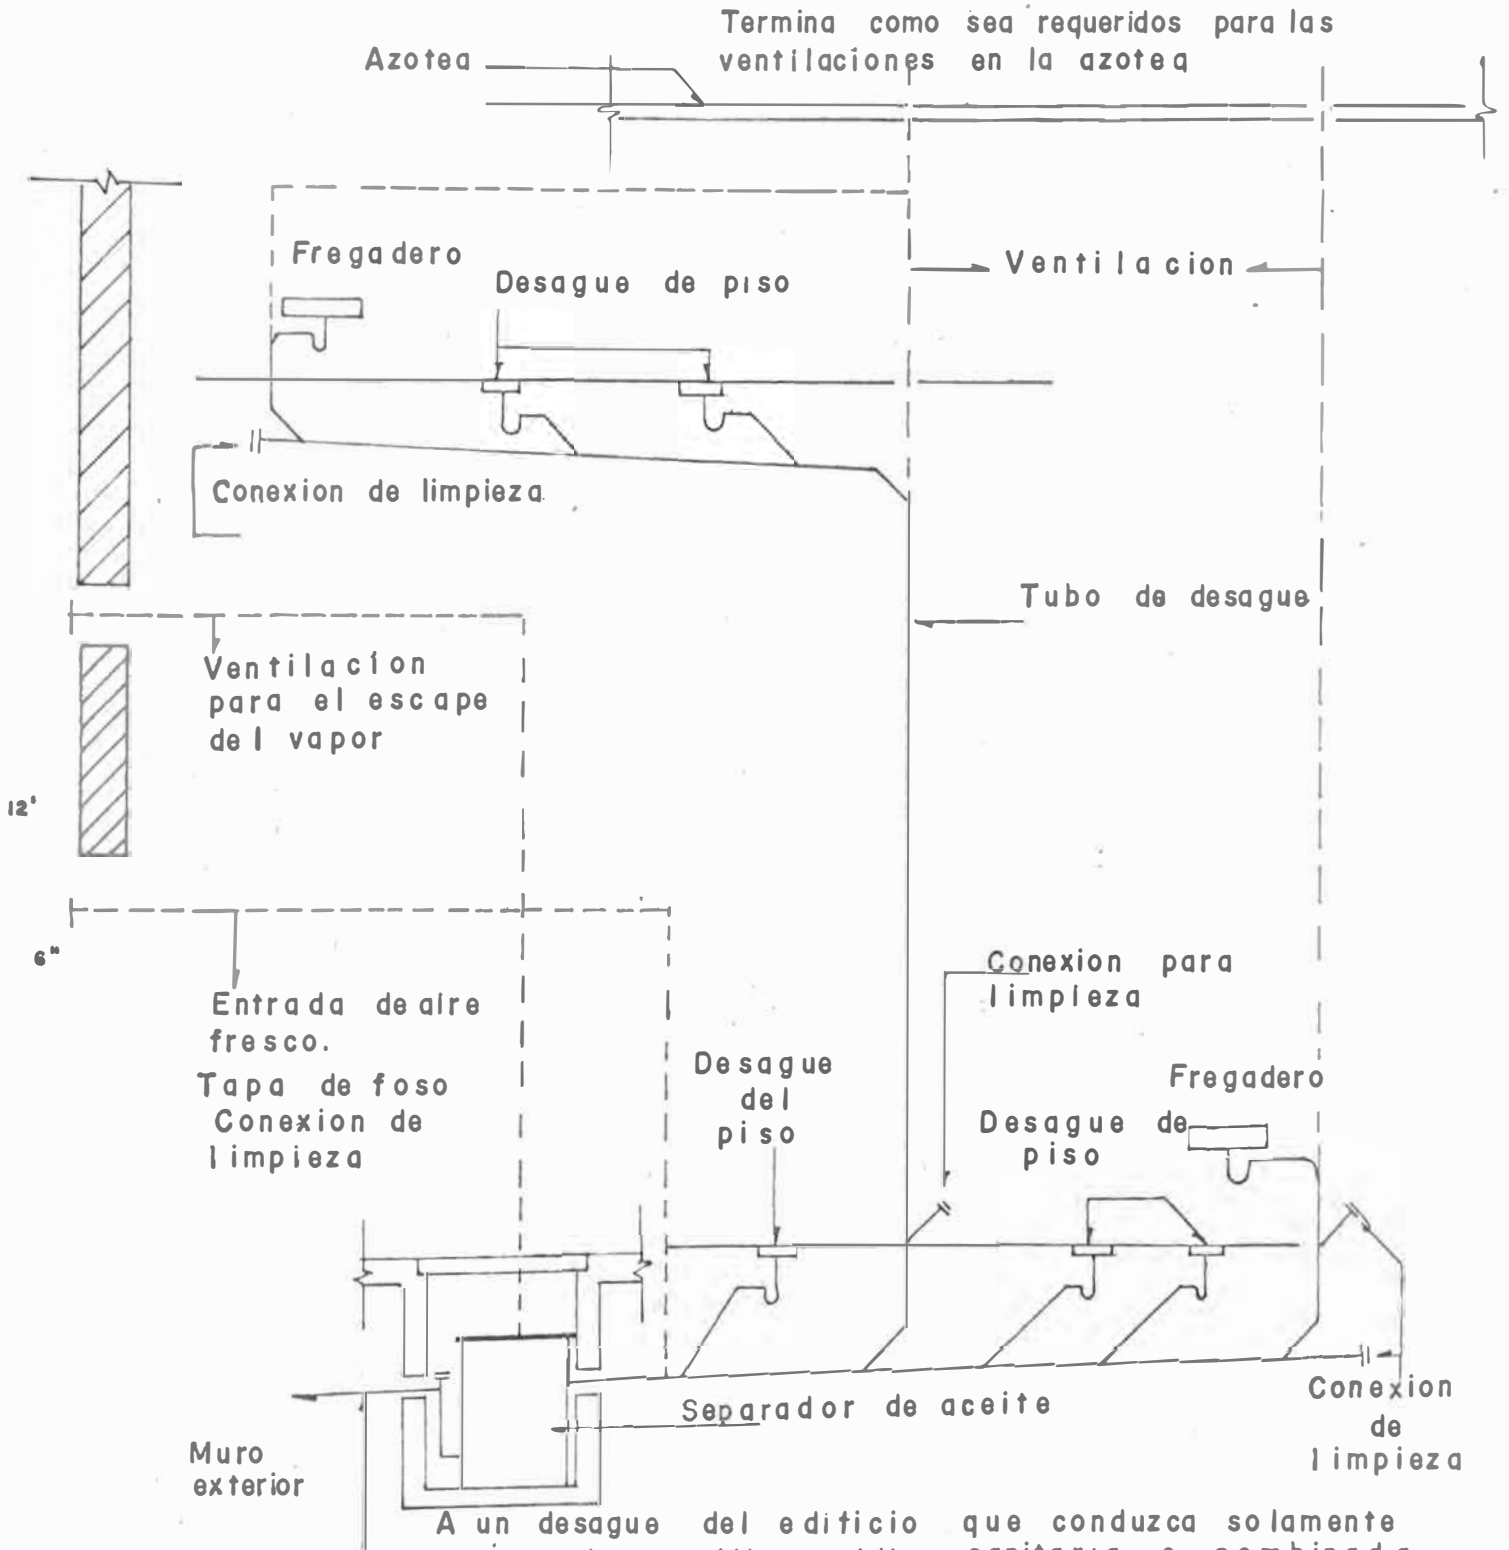 Termina como sea requeridos para las
ventilaciones en la azotea
Azotea
Fregadero
Desague de piso
Ventilacion
Conexion de limpieza
Tubo de desague
Ventilacion
para el escape
del vapor
12'
6"
Entrada de aire
fresco.
Tapa de foso
Conexion de
limpieza
Conexion para
limpieza
Desague
del
piso
Fregadero
Desague de
piso
Separador de aceite
Conexion
de
limpieza
Muro
exterior
A un desague del edificio que conduzca solamente
sanitaria o combinada